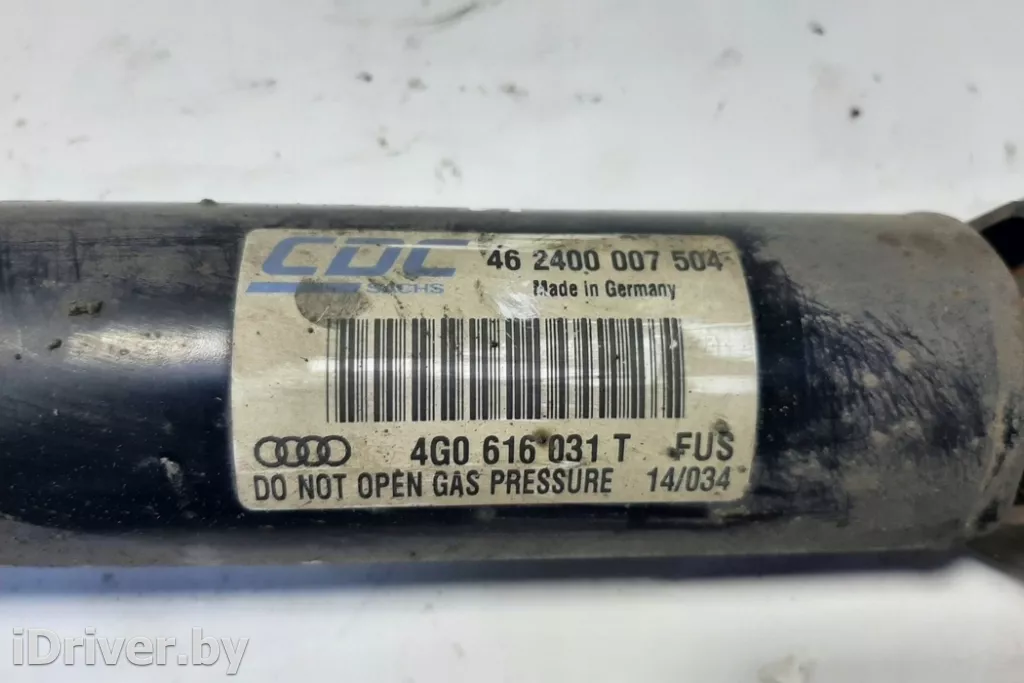 CDC 46 2400 007 504
SACHS Made in Germany
4G0 616 031 T FUS
DO NOT OPEN GAS PRESSURE 14/034
iDriver.by